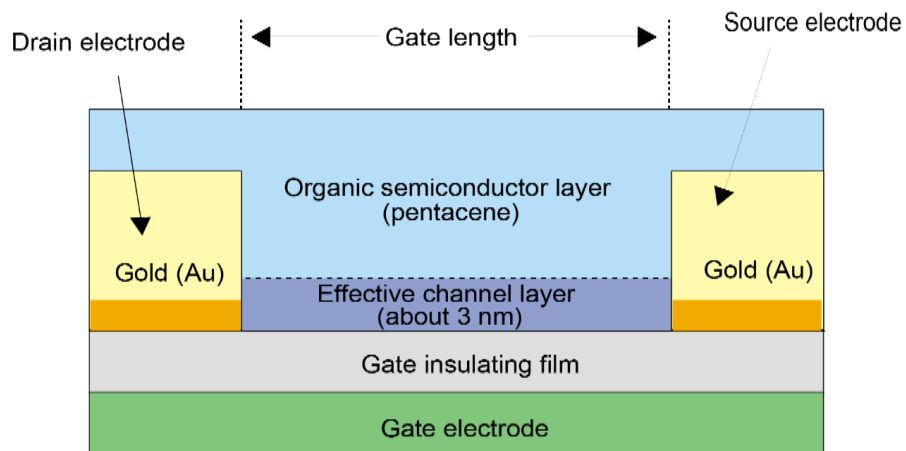 Drain electrode
Gate length
Source electrode
Organic semiconductor layer
(pentacene)
Gold (Au)
Gold (Au)
Effective channel layer
(about 3 nm)
Gate insulating film
Gate electrode